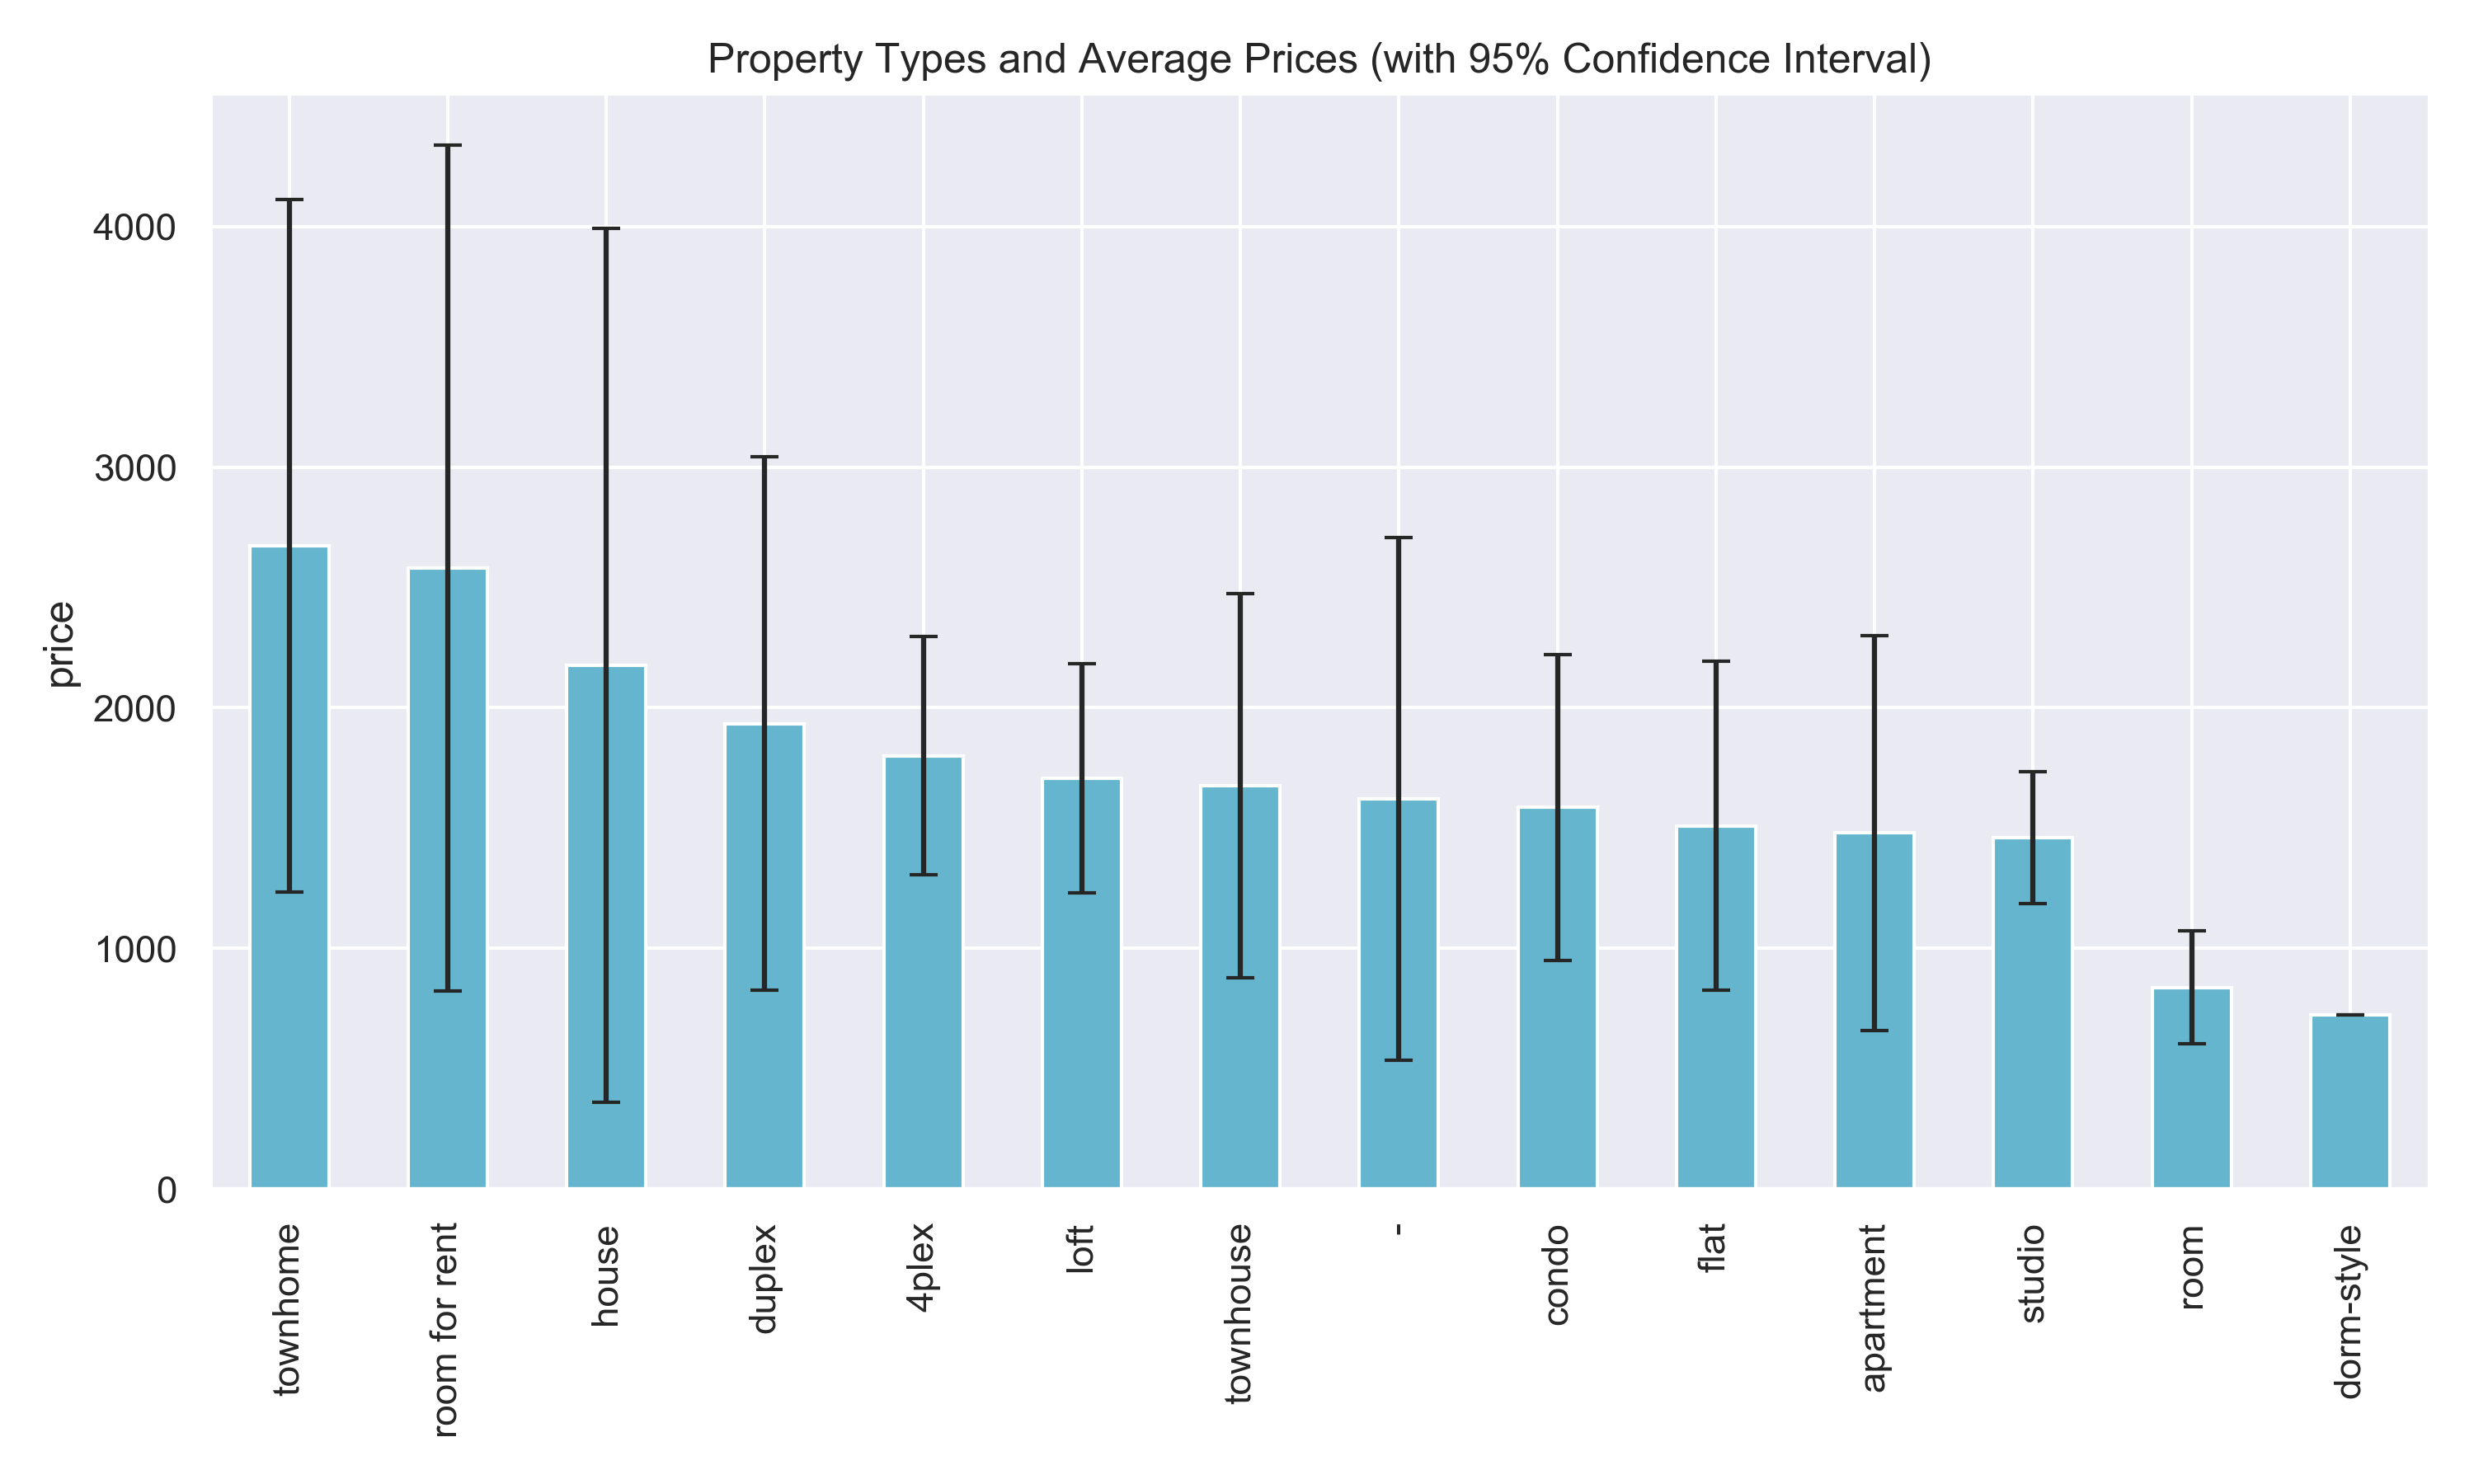 Property Types and Average Prices (with 95% Confidence Interval)
price
4000
3000
2000
1000
0
townhome
room for rent
house
duplex
4plex
loft
townhouse
-
condo
flat
apartment
studio
room
dorm-style